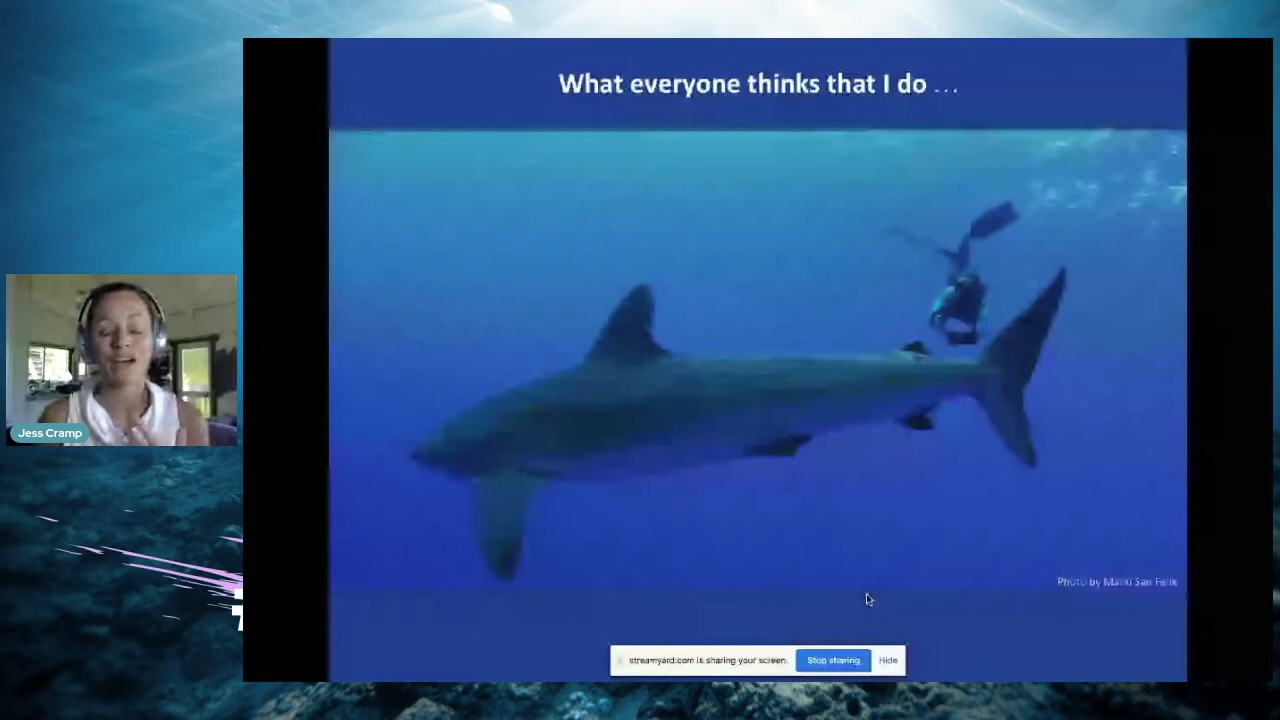 What everyone thinks that I do ...
Jess Cramp
Photo by Manu San Felix
streamyard.com is sharing your screen.
Stop sharing
Hide